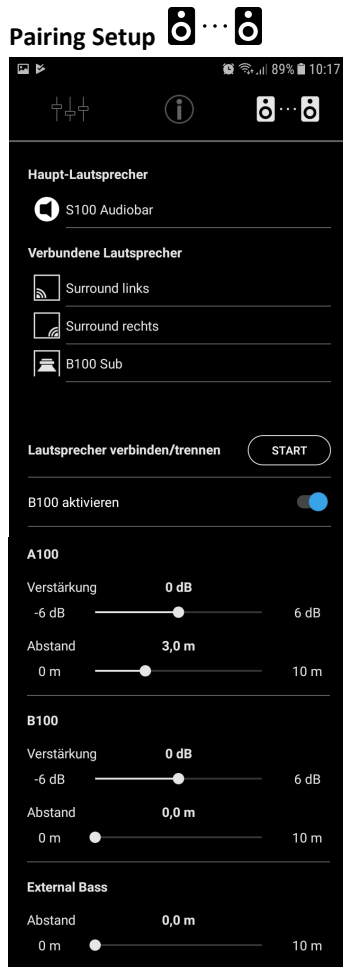 Pairing Setup
89% 10:17
Haupt-Lautsprecher
S100 Audiobar
Verbundene Lautsprecher
Surround links
Surround rechts
B100 Sub
Lautsprecher verbinden/trennen START
B100 aktivieren
A100
Verstärkung 0 dB
-6 dB 6 dB
Abstand 3,0 m
0 m 10 m
B100
Verstärkung 0 dB
-6 dB 6 dB
Abstand 0,0 m
0 m 10 m
External Bass
Abstand 0,0 m
0 m 10 m